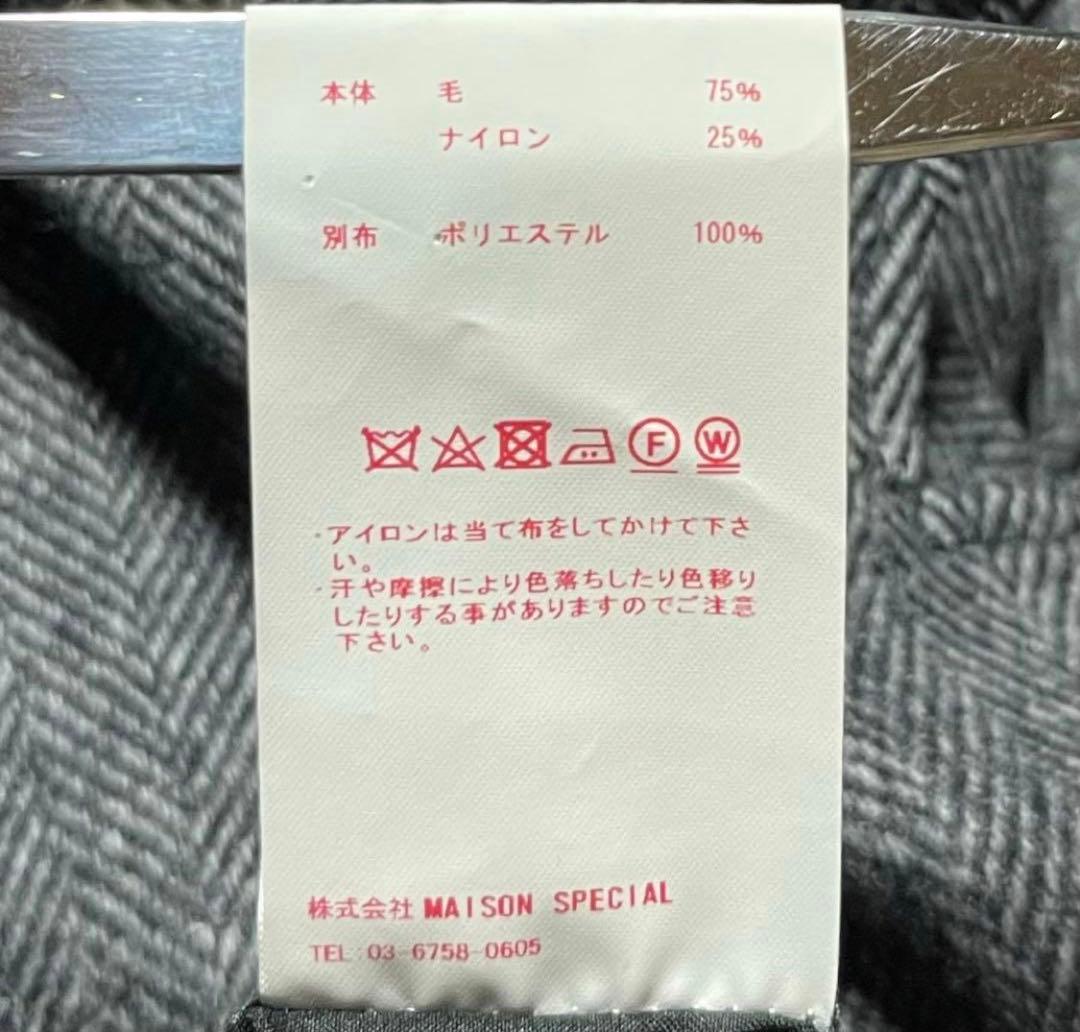 本体 毛 75%
ナイロン 25%
別布 ポリエステル 100%
F W
・アイロンは当て布をしてかけて下さ
い。
・汗や摩擦により色落ちしたり色移り
したりする事がありますのでご注意
下さい。
株式会社 MAISON SPECIAL
TEL:03-6758-0605